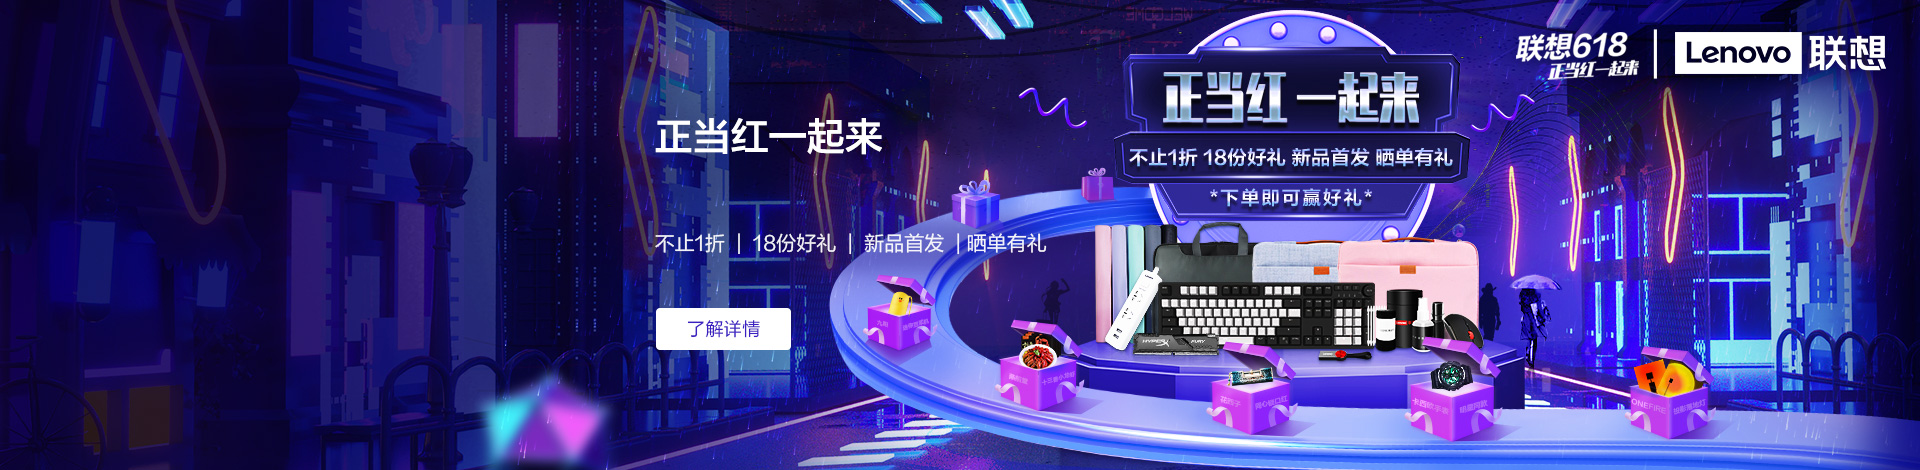 联想618
正当红一起来
Lenovo 联想
正当红一起来
不止1折 18份好礼 新品首发 晒单有礼
*下单即可赢好礼*
正当红一起来
不止1折 | 18份好礼 | 新品首发 | 晒单有礼
了解详情
HYPERX FURY
ONEFIRE